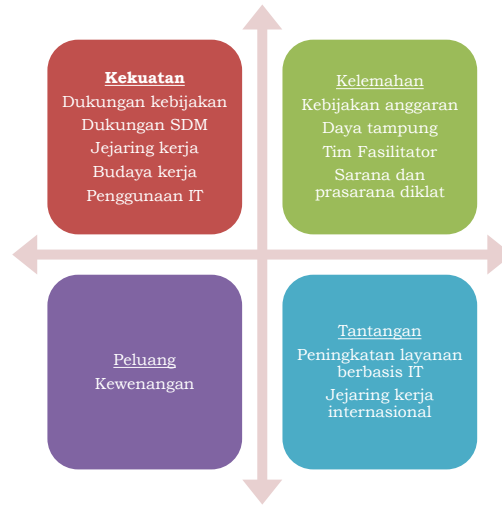 Kekuatan
Dukungan kebijakan
Dukungan SDM
Jejaring kerja
Budaya kerja
Penggunaan IT
Kelemahan
Kebijakan anggaran
Daya tampung
Tim Fasilitator
Sarana dan
prasarana diklat
Peluang
Kewenangan
Tantangan
Peningkatan layanan
berbasis IT
Jejaring kerja
internasional